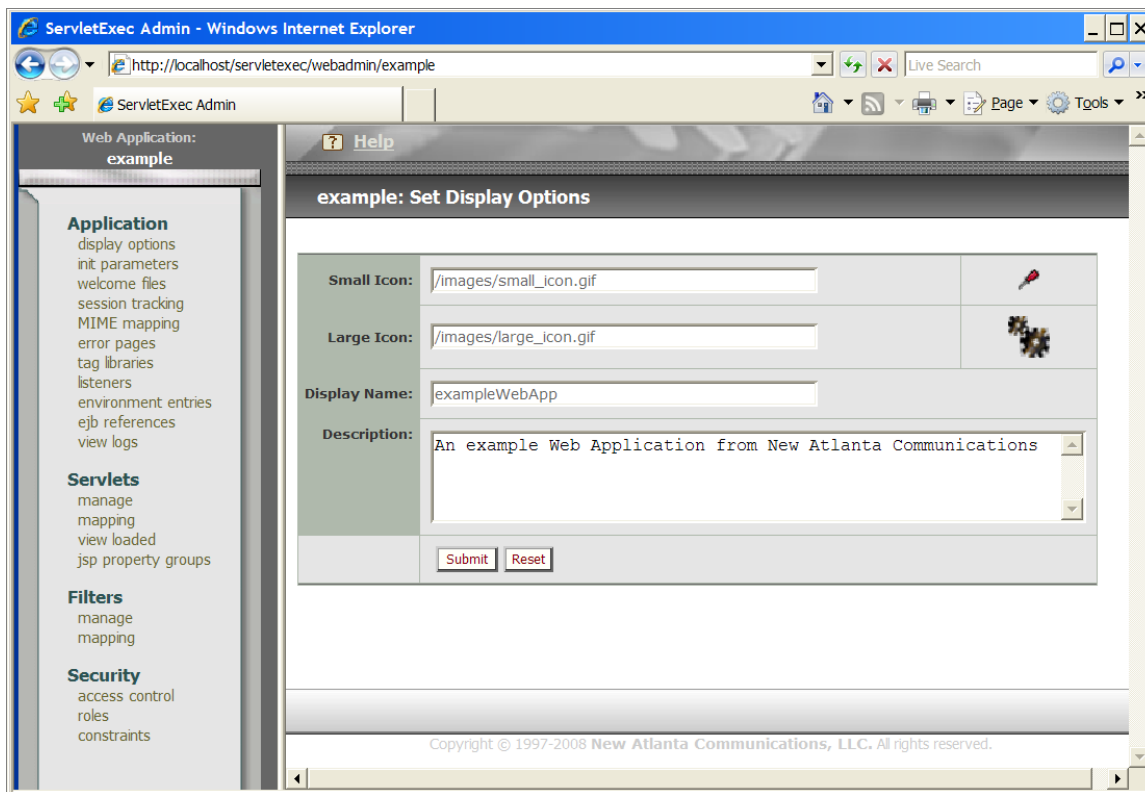 ServletExec Admin - Windows Internet Explorer
http://localhost/servletexec/webadmin/example
Live Search
ServletExec Admin
Page
Tools
Web Application:
example
Application
display options
init parameters
welcome files
session tracking
MIME mapping
error pages
tag libraries
listeners
environment entries
ejb references
view logs
Servlets
manage
mapping
view loaded
jsp property groups
Filters
manage
mapping
Security
access control
roles
constraints
? Help
example: Set Display Options
Small Icon: /images/small_icon.gif
Large Icon: /images/large_icon.gif
Display Name: exampleWebApp
Description: An example Web Application from New Atlanta Communications
Submit Reset
Copyright © 1997-2008 New Atlanta Communications, LLC. All rights reserved.